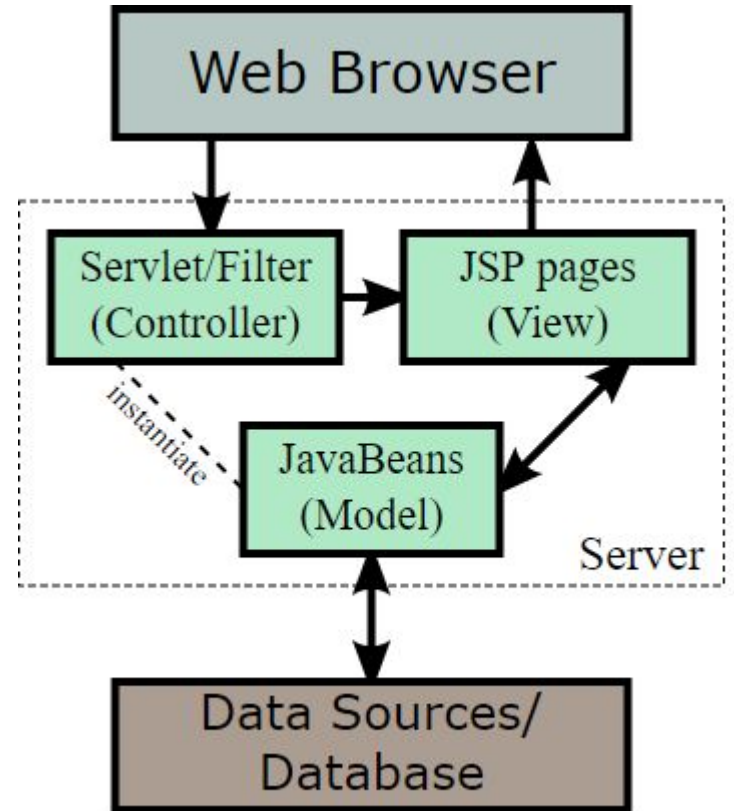 Web Browser
Servlet/Filter
(Controller)
JSP pages
(View)
instantiate
JavaBeans
(Model)
Server
Data Sources/
Database